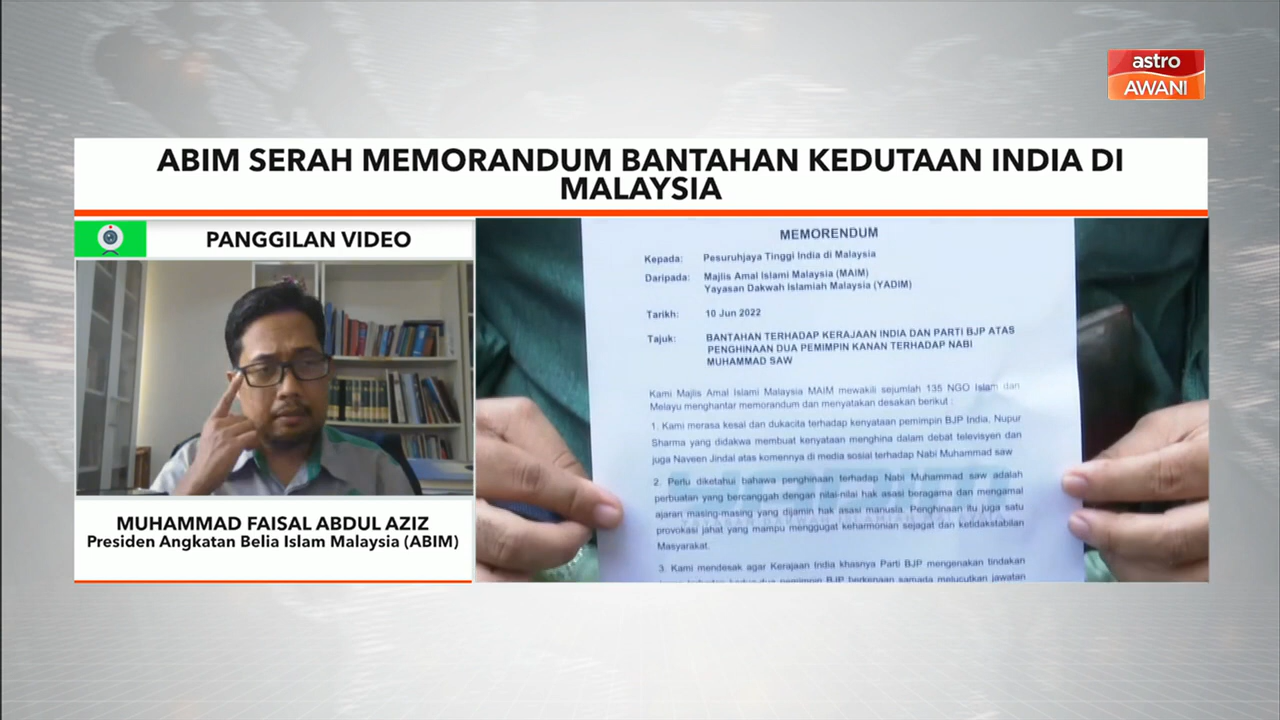 astro
AWANI
ABIM SERAH MEMORANDUM BANTAHAN KEDUTAAN INDIA DI
MALAYSIA
PANGGILAN VIDEO
MUHAMMAD FAISAL ABDUL AZIZ
Presiden Angkatan Belia Islam Malaysia (ABIM)
MEMORENDUM
Kepada: Pesuruhjaya Tinggi India di Malaysia
Daripada: Majlis Amal Islami Malaysia (MAIM)
Yayasan Dakwah Islamiah Malaysia (YADIM)
Tarikh: 10 Jun 2022
Tajuk: BANTAHAN TERHADAP KERAJAAN INDIA DAN PARTI BJP ATAS
PENGHINAAN DUA PEMIMPIN KANAN TERHADAP NABI
MUHAMMAD SAW
Kami Majlis Amal Islami Malaysia MAIM mewakili sejumlah 135 NGO Islam dan
Melayu menghantar memorandum dan menyatakan desakan berikut :
1. Kami merasa kesal dan dukacita terhadap kenyataan pemimpin BJP India, Nupur
Sharma yang didakwa membuat kenyataan menghina dalam debat televisyen dan
juga Naveen Jindal atas komennya di media sosial terhadap Nabi Muhammad saw
2. Perlu diketahui bahawa penghinaan terhadap Nabi Muhammad saw adalah
perbuatan yang bercanggah dengan nilai-nilai hak asasi beragama dan mengamal
ajaran masing-masing yang dijamin hak asasi manusia. Penghinaan itu juga satu
provokasi jahat yang mampu menggugat keharmonian sejagat dan ketidakstabilan
Masyarakat.
3. Kami mendesak agar Kerajaan India khasnya Parti BJP mengenakan tindakan
pemimpin BJP berkenaan samada melucutkan jawatan